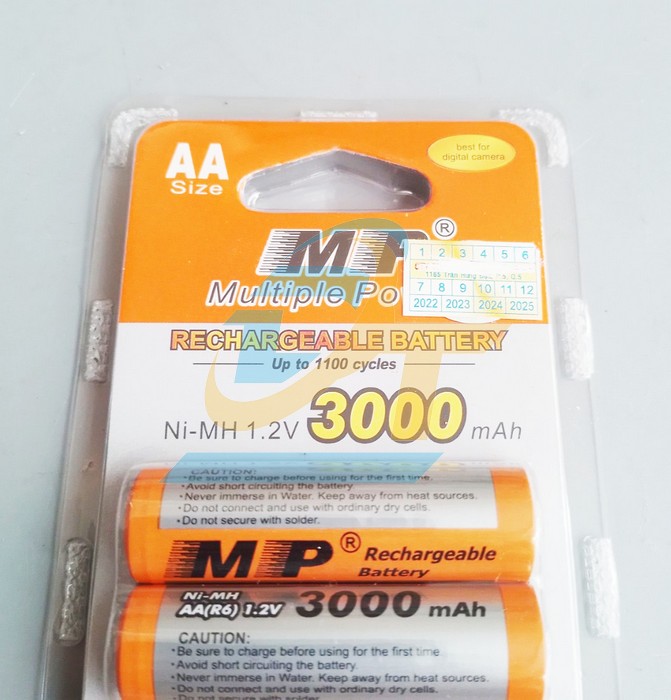 AA
Size
best for
digital camera
MP®
Multiple Po
1 2 3 4 5 6
7 8 9 10 11 12
2022 2023 2024 2025
RECHARGEABLE BATTERY
Up to 1100 cycles
Ni-MH 1.2V 3000 mAh
CAUTION:
•Be sure to charge before using for the first time.
•Avoid short circuiting the battery.
•Never immerse in Water. Keep away from heat sources.
•Do not connect and use with ordinary dry cells.
•Do not secure with solder.
MP® Rechargeable
Battery
Ni-MH
AA(R6) 1.2V 3000 mAh
CAUTION:
•Be sure to charge before using for the first time.
•Avoid short circuiting the battery.
•Never immerse in Water. Keep away from heat sources.
•Do not connect and use with ordinary dry cells.
•Do not secure with solder.